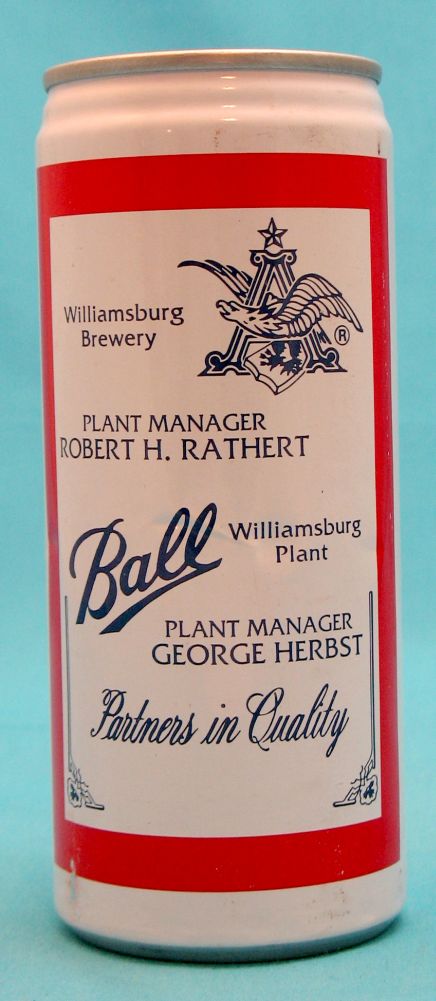 Williamsburg
Brewery
A
®
PLANT MANAGER
ROBERT H. RATHERT
Ball
Williamsburg
Plant
PLANT MANAGER
GEORGE HERBST
Partners in Quality